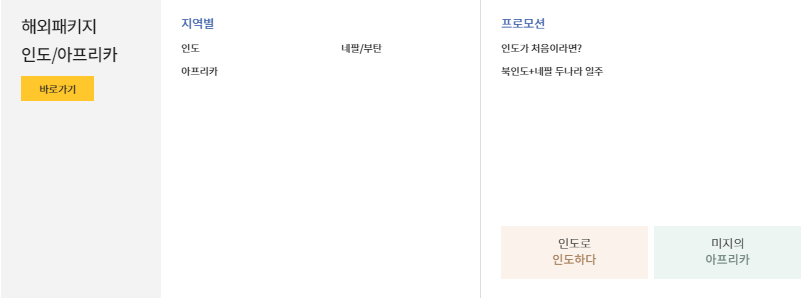 해외패키지
인도/아프리카
바로가기
지역별
인도
네팔/부탄
아프리카
프로모션
인도가 처음이라면?
북인도+네팔 두나라 일주
인도로
인도하다
미지의
아프리카